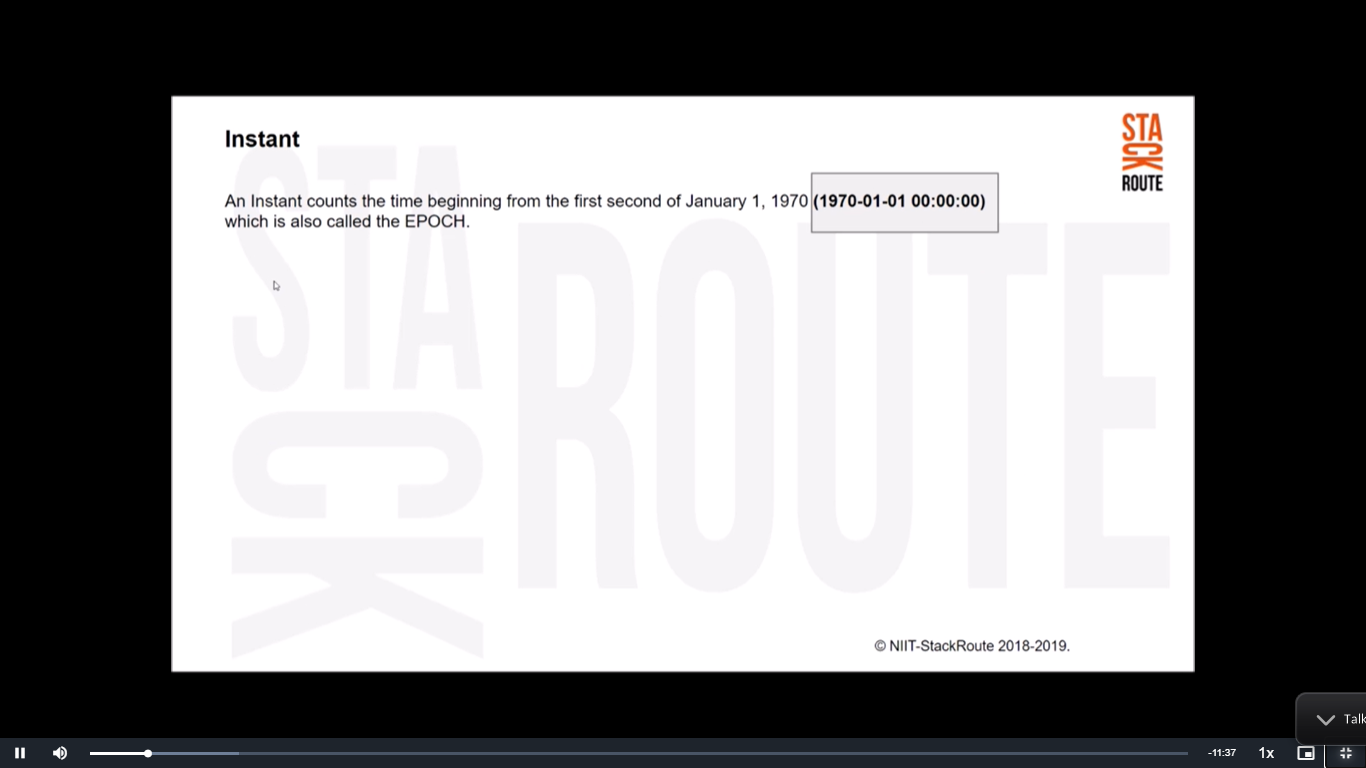 Instant
STA
CK
ROUTE
An Instant counts the time beginning from the first second of January 1, 1970 (1970-01-01 00:00:00)
which is also called the EPOCH.
STA
CK
ROUTE
© NIIT-StackRoute 2018-2019.
Talk
-11:37
1x